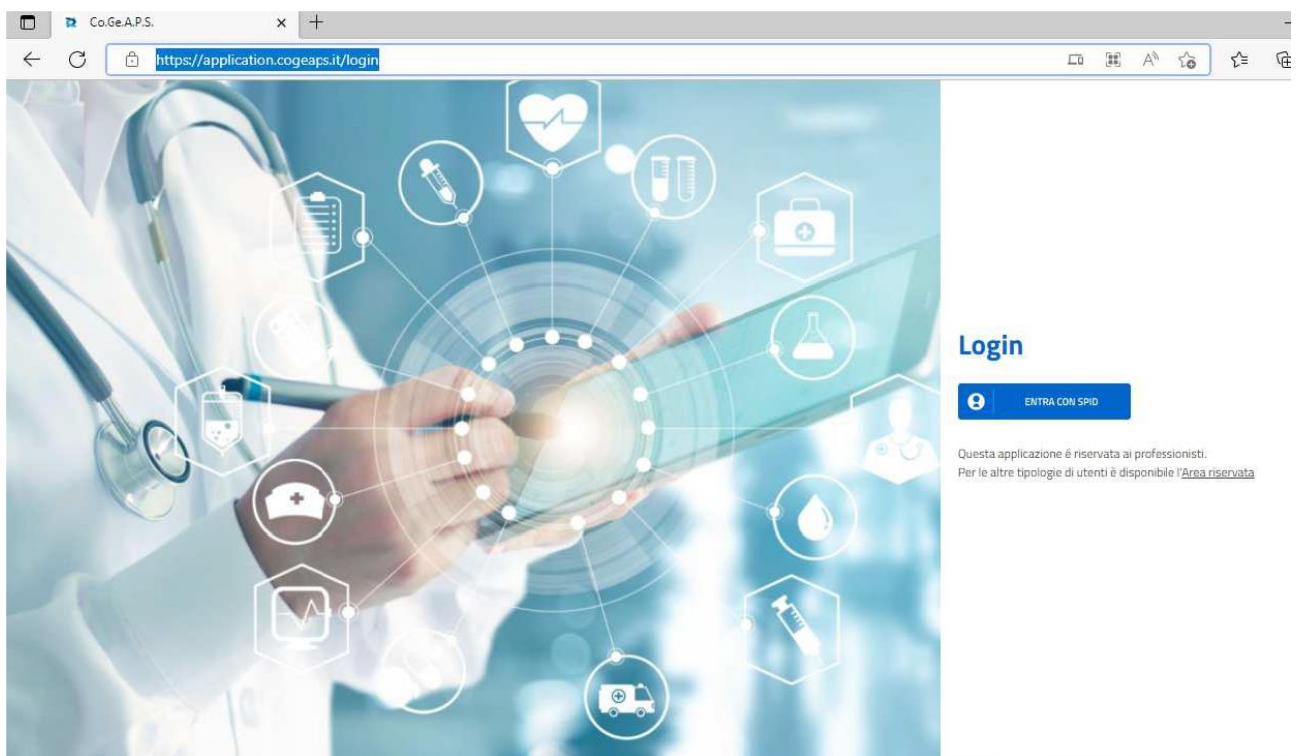 Co.Ge.A.P.S.
https://application.cogeaps.it/login
Login
ENTRA CON SPID
Questa applicazione é riservata ai professionisti.
Per le altre tipologie di utenti è disponibile l'Area riservata